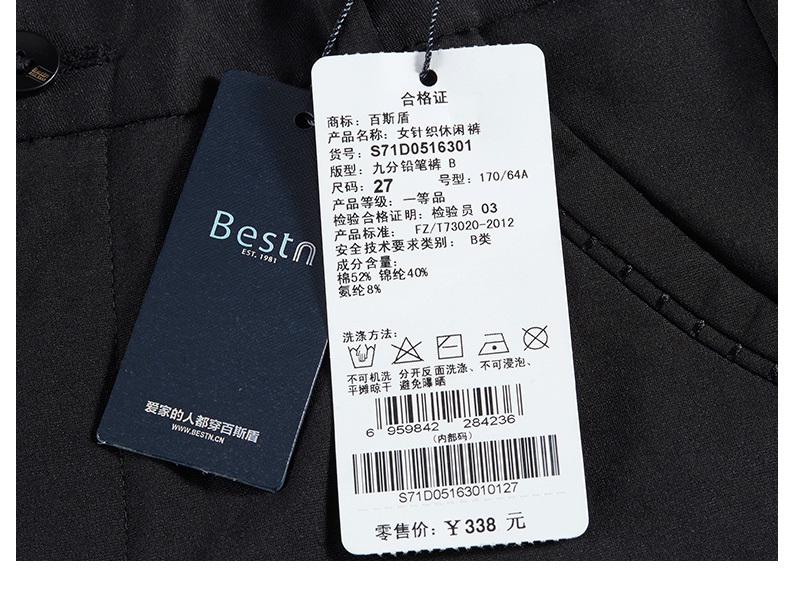 Bestn
EST. 1981
爱家的人都穿百斯盾
WWW.BESTN.CN
合格证
商标: 百斯盾
产品名称: 女针织休闲裤
货号: S71D0516301
版型: 九分铅笔裤 B
尺码: 27 号型: 170/64A
产品等级: 一等品
检验合格证明: 检验员 03
产品标准: FZ/T73020-2012
安全技术要求类别: B类
成分含量:
棉52% 锦纶40%
氨纶8%
洗涤方法:
不可机洗 分开反面洗涤、不可浸泡、
平摊晾干 避免曝晒
6 959842 284236
(内部码)
S71D05163010127
零售价: ¥338 元